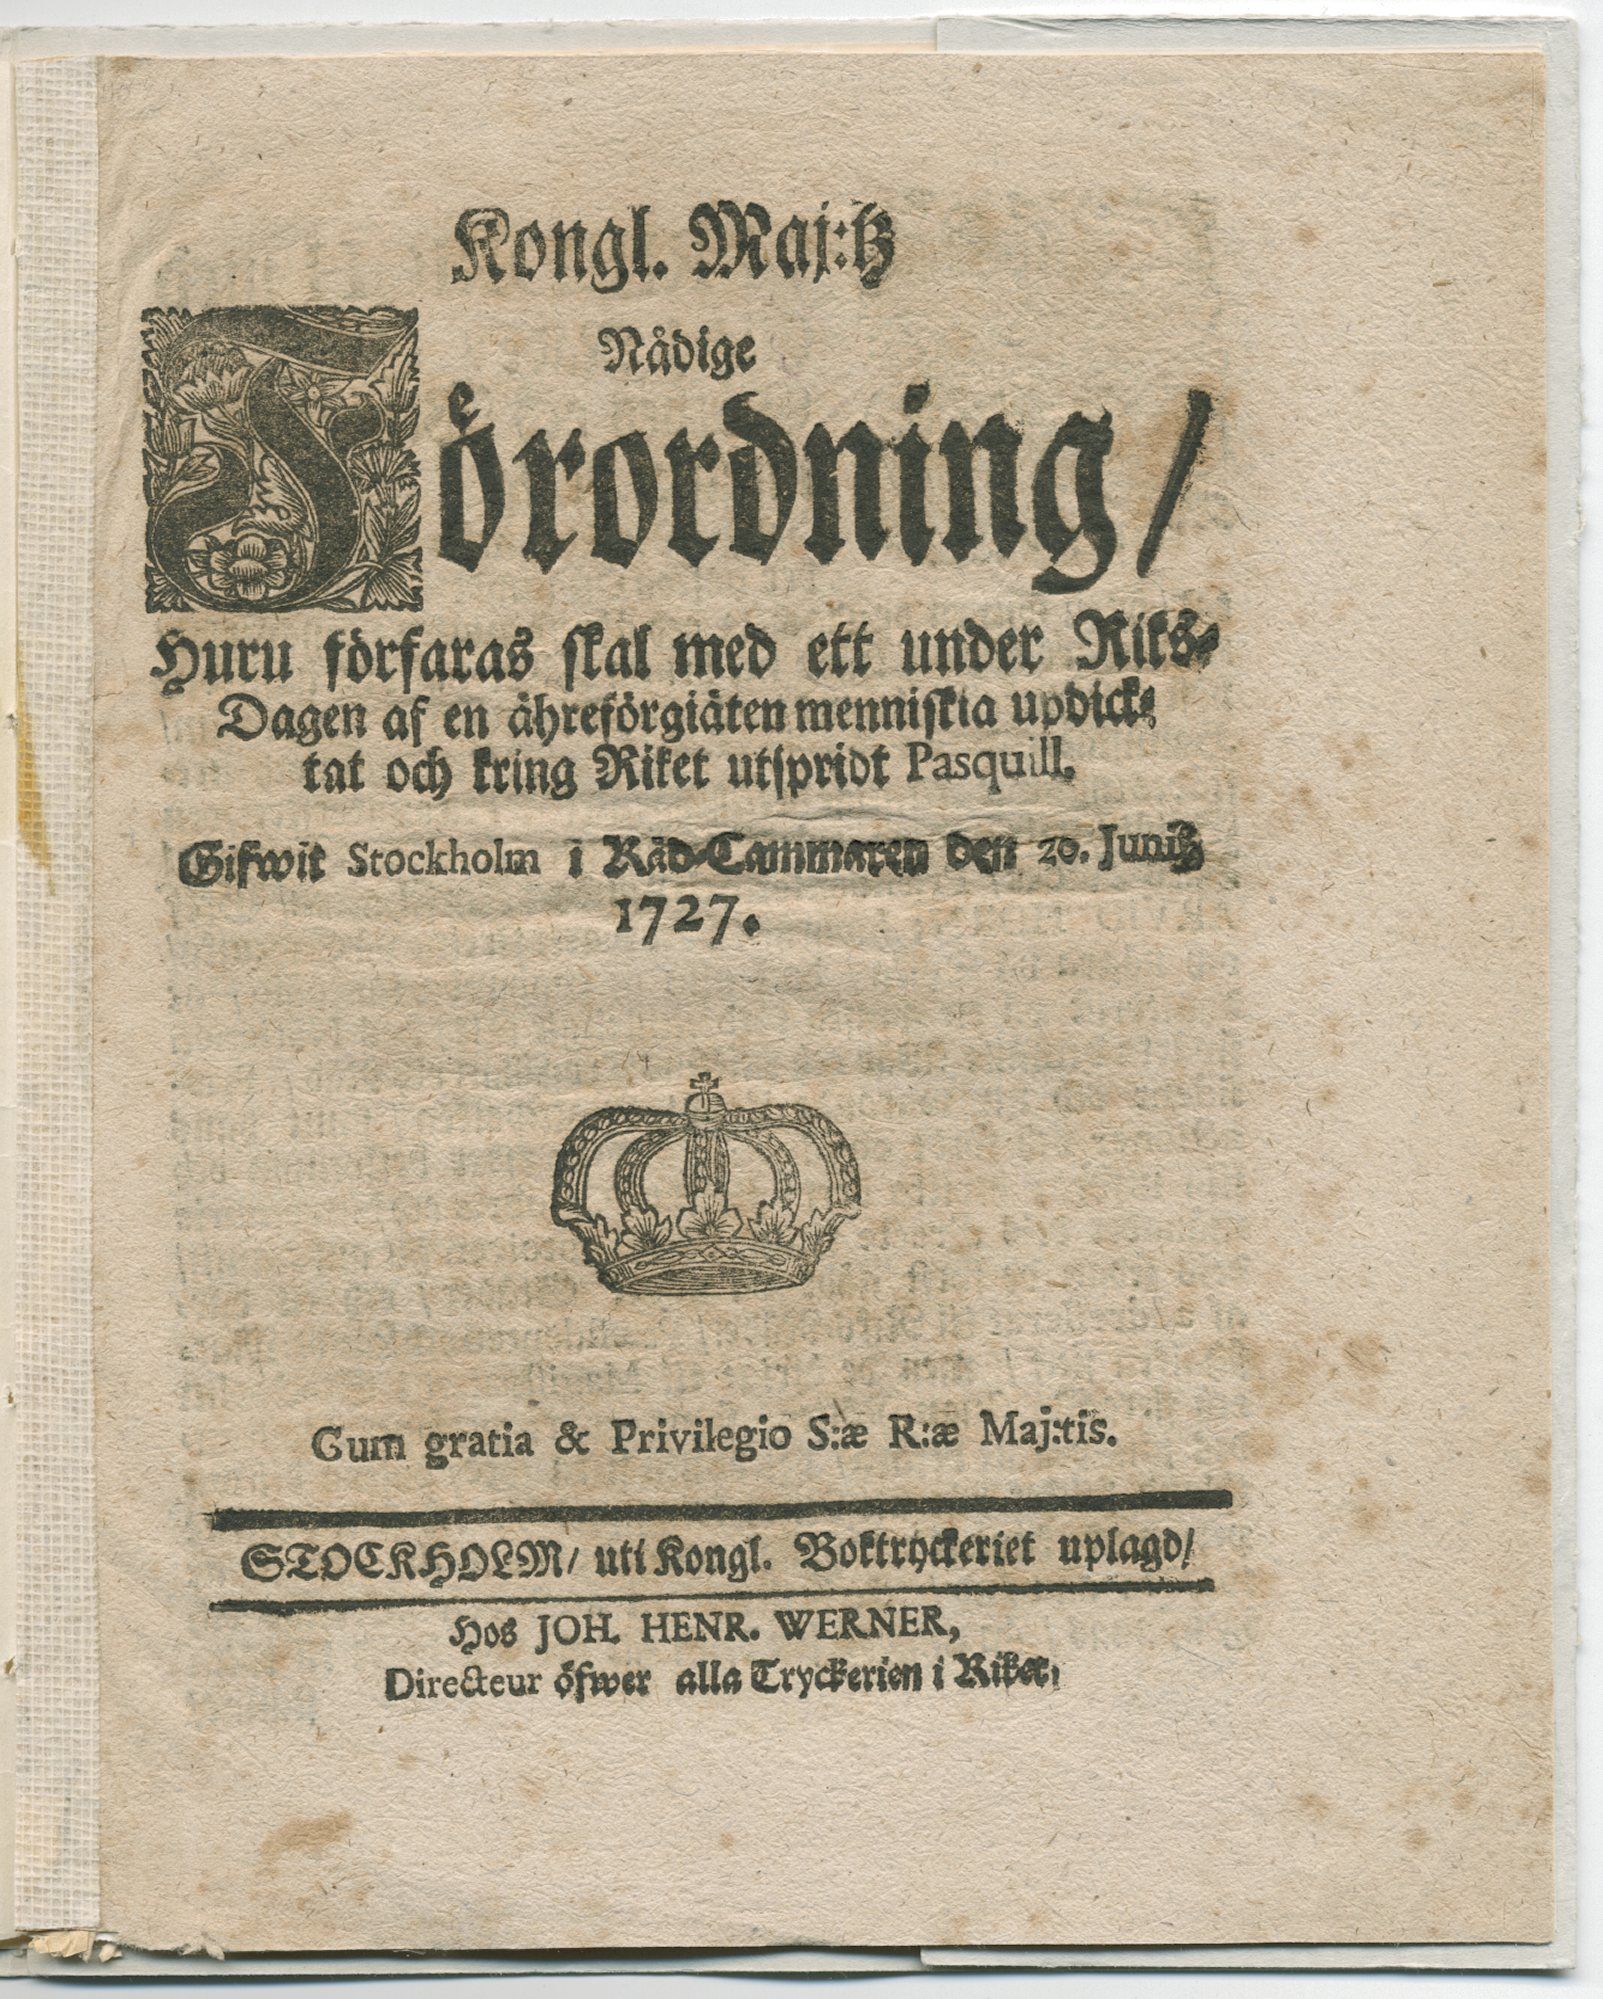 Kongl. Maj:tz
Nådige
Förordning/
Huru förfaras skal med ett under Riks-
Dagen af en ähreförgiäten menniskia updick-
tat och kring Riket utspridt Pasquill.
Gifwit Stockholm i Råd-Cammaren den 20. Junii
1727.
Cum gratia & Privilegio S:æ R:æ Maj:tis.
STOCKHOLM/ uti Kongl. Boktryckeriet uplagd/
Hos JOH. HENR. WERNER,
Directeur öfwer alla Tryckerien i Riket,